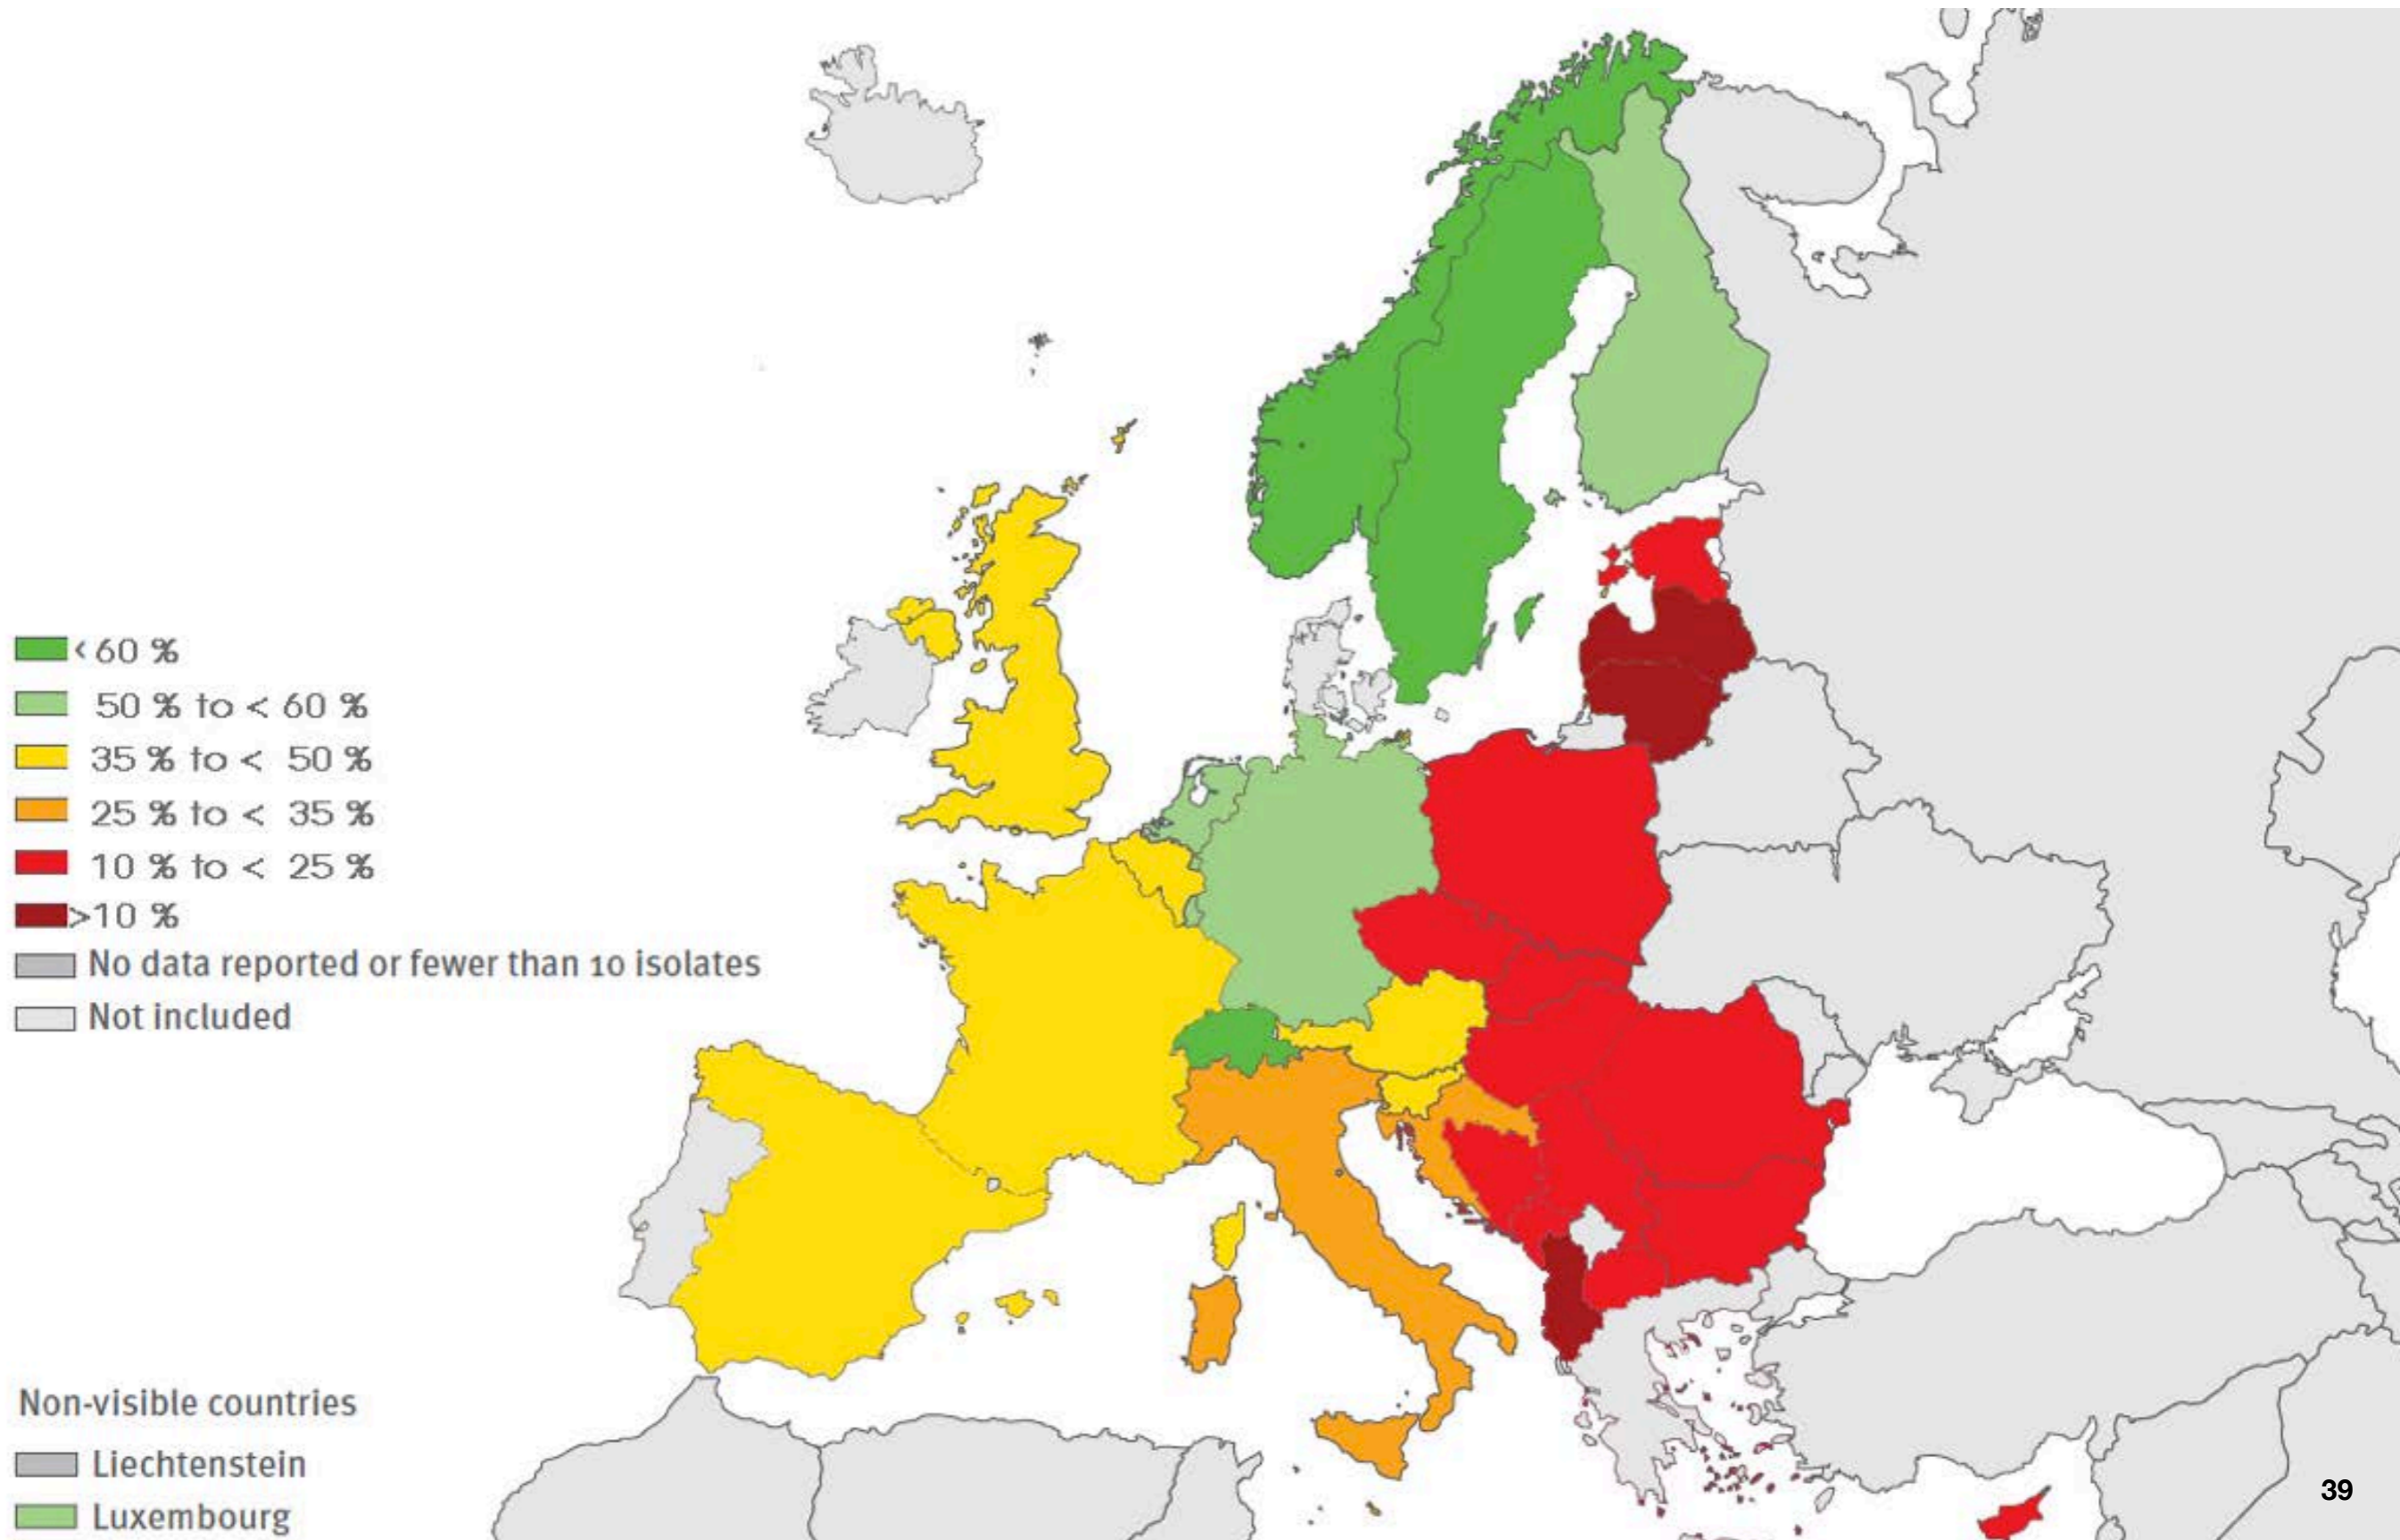 < 60 %
50 % to < 60 %
35 % to < 50 %
25 % to < 35 %
10 % to < 25 %
>10 %
No data reported or fewer than 10 isolates
Not included
Non-visible countries
Liechtenstein
Luxembourg
39